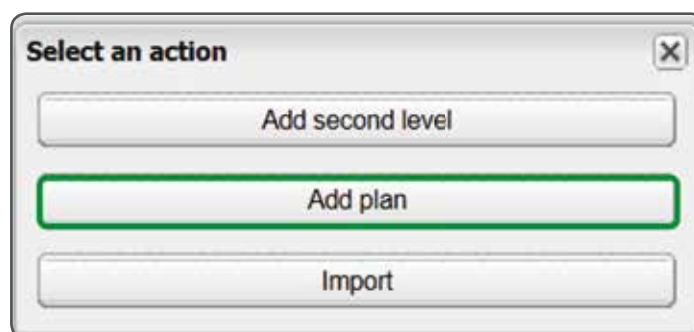 Select an action
Add second level
Add plan
Import